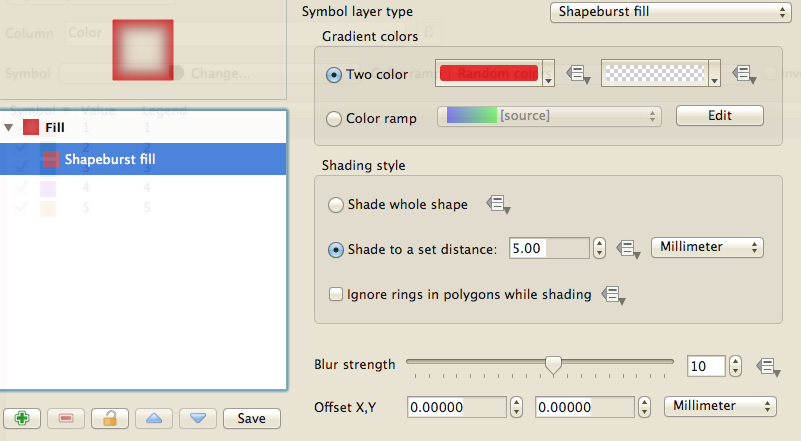 Symbol layer type
Shapeburst fill
Gradient colors
Column
Color
Two color
Random colors
Symbol
Change...
Color ramp
[source]
Edit
Symbol
Value
Legend
1
1
Fill
Shapeburst fill
Shading style
4
4
5
5
Shade whole shape
Shade to a set distance:
5.00
Millimeter
Ignore rings in polygons while shading
Blur strength
10
Save
Offset X,Y
0.00000
0.00000
Millimeter